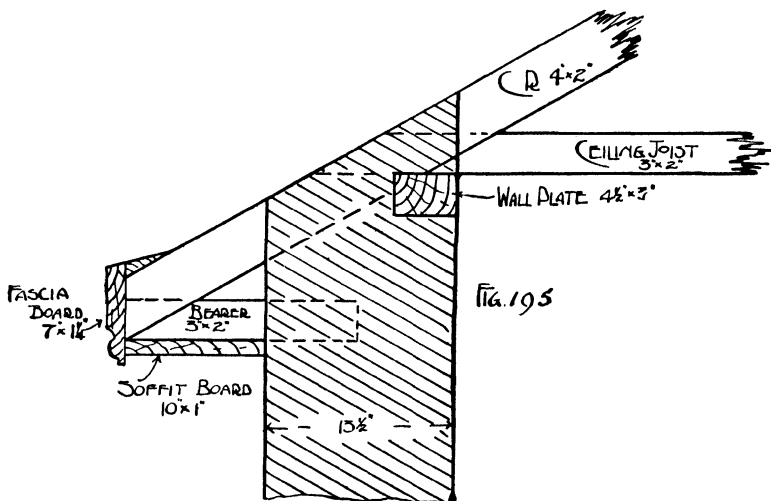 CR 4"×2"
CEILING JOIST
3"×2"
WALL PLATE 4½"×3"
FIG. 195
FASCIA
BOARD
7"×1¼"
BEARER
3"×2"
SOFFIT BOARD
10"×1"
13½"